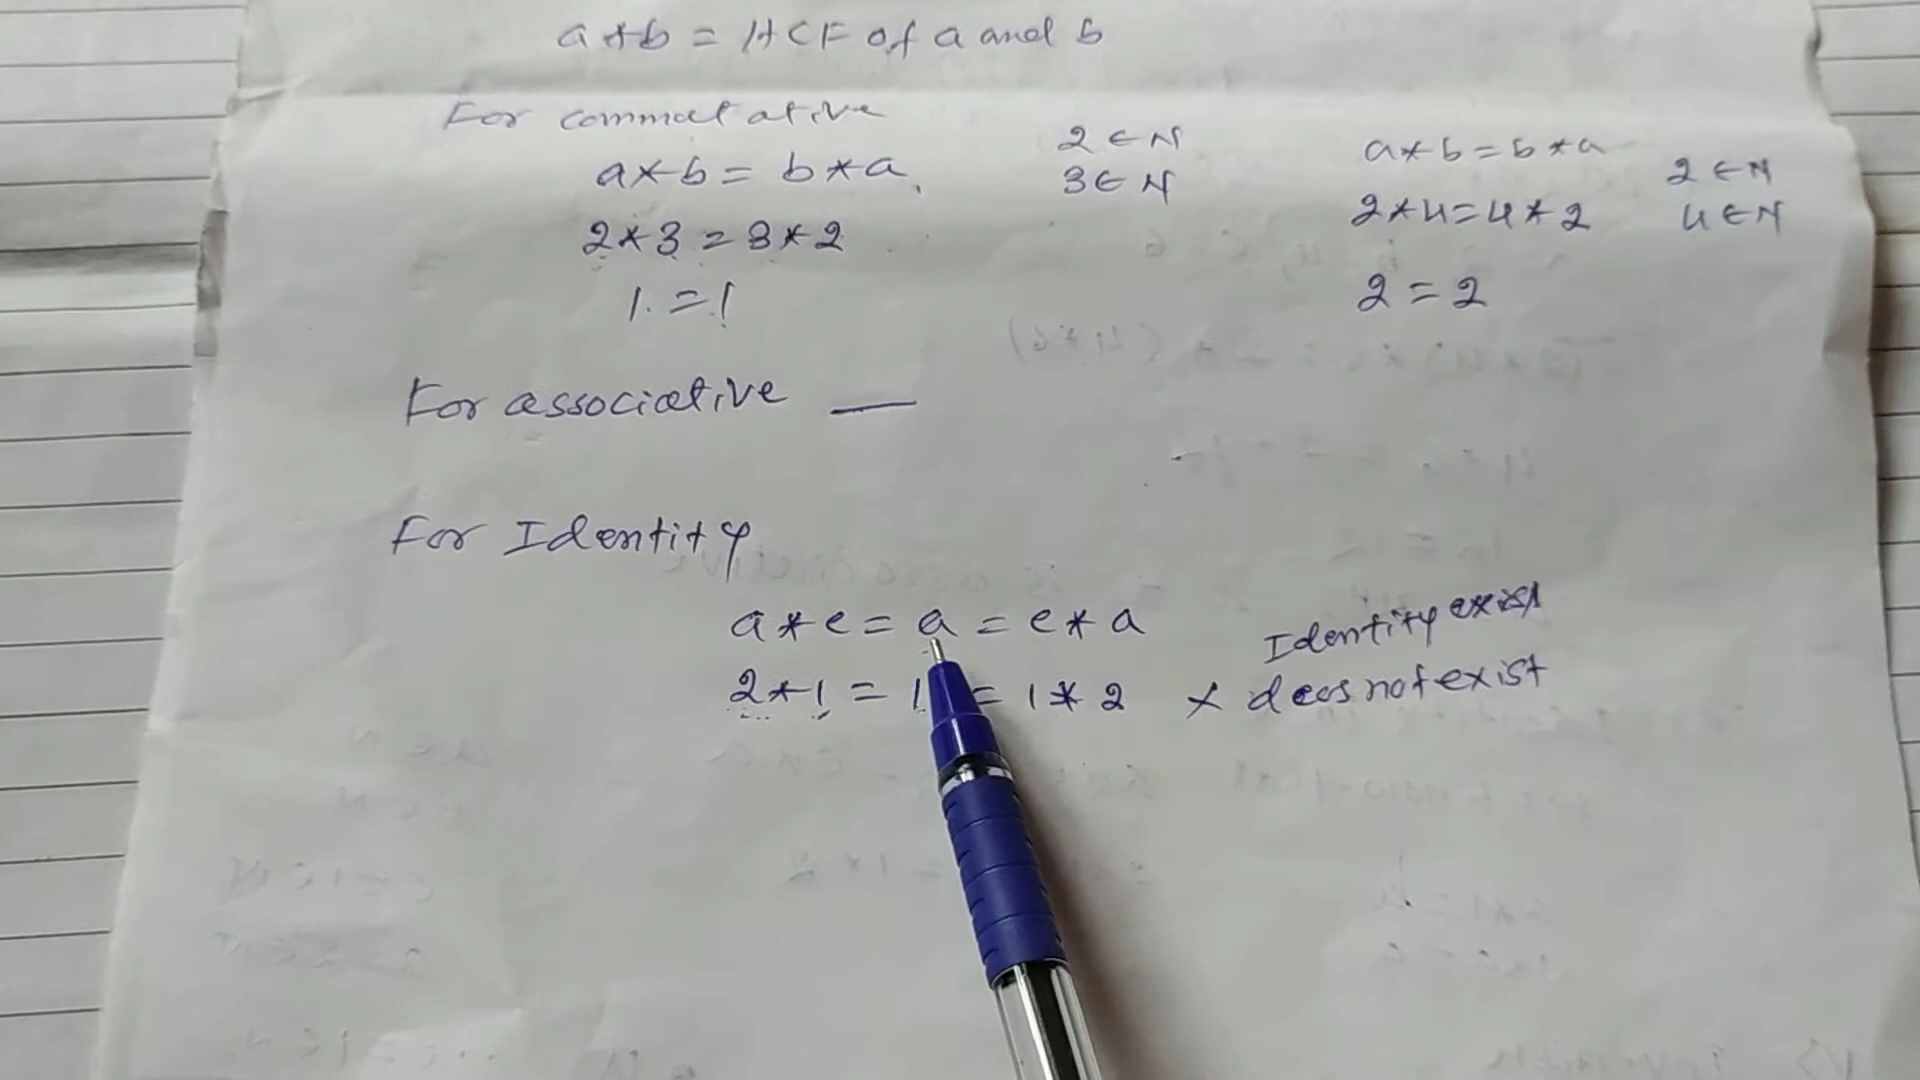 a*b = HCF of a and b
For commutative
a*b = b*a,
2 ∈ N
3 ∈ N
2*3 = 3*2
1 = 1
a*b = b*a
2 ∈ N
2*4 = 4*2
4 ∈ N
2 = 2
For associative —
For Identity
a*e = a = e*a
Identity exist
2*1 = 1 = 1*2 × does not exist